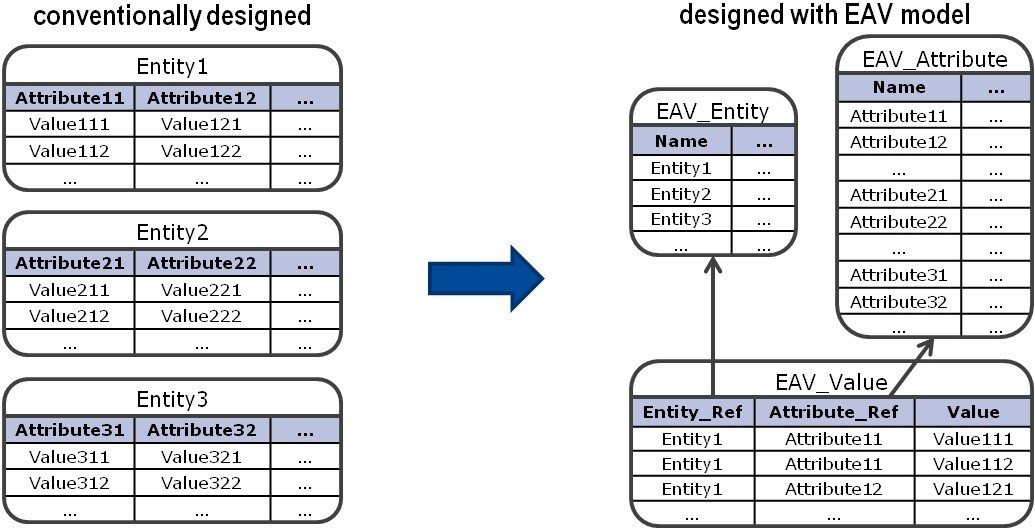 conventionally designed
Entity1
Attribute11 Attribute12 ...
Value111 Value121 ...
Value112 Value122 ...
... ... ...
Entity2
Attribute21 Attribute22 ...
Value211 Value221 ...
Value212 Value222 ...
... ... ...
Entity3
Attribute31 Attribute32 ...
Value311 Value321 ...
Value312 Value322 ...
... ... ...
designed with EAV model
EAV_Entity
Name ...
Entity1 ...
Entity2 ...
Entity3 ...
... ...
EAV_Attribute
Name ...
Attribute11 ...
Attribute12 ...
... ...
Attribute21 ...
Attribute22 ...
... ...
Attribute31 ...
Attribute32 ...
... ...
EAV_Value
Entity_Ref Attribute_Ref Value
Entity1 Attribute11 Value111
Entity1 Attribute11 Value112
Entity1 Attribute12 Value121
... ... ...